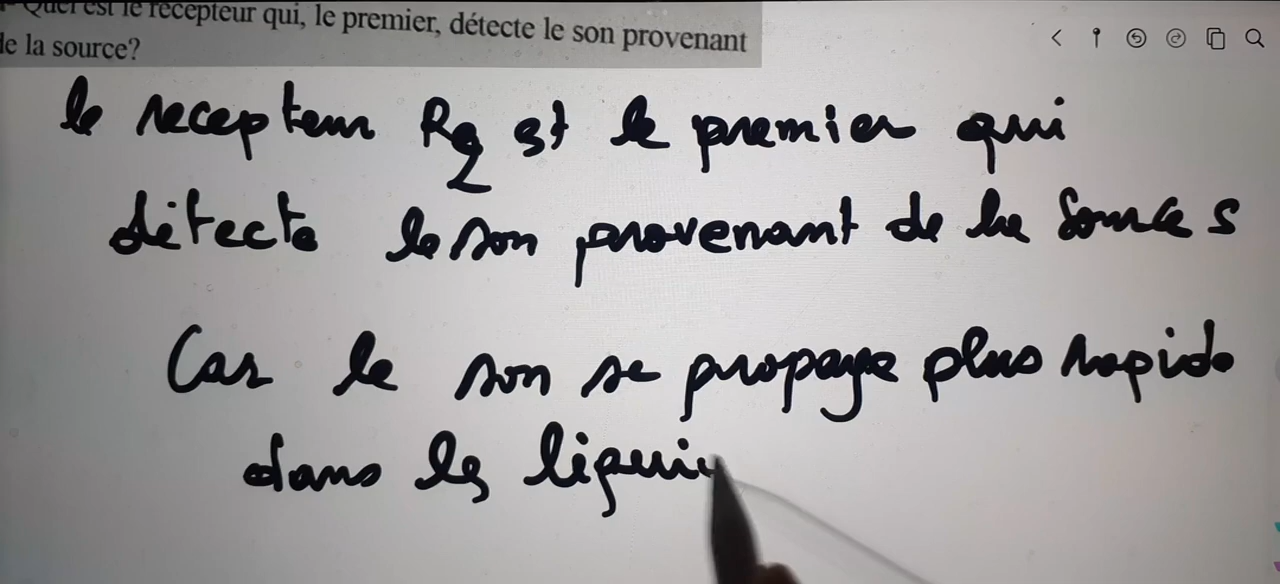 Quel est le récepteur qui, le premier, détecte le son provenant
de la source?
le recepteur R2 est le premier qui
détecte le son provenant de la source S
Car le son se propage plus rapide
dans les liqui